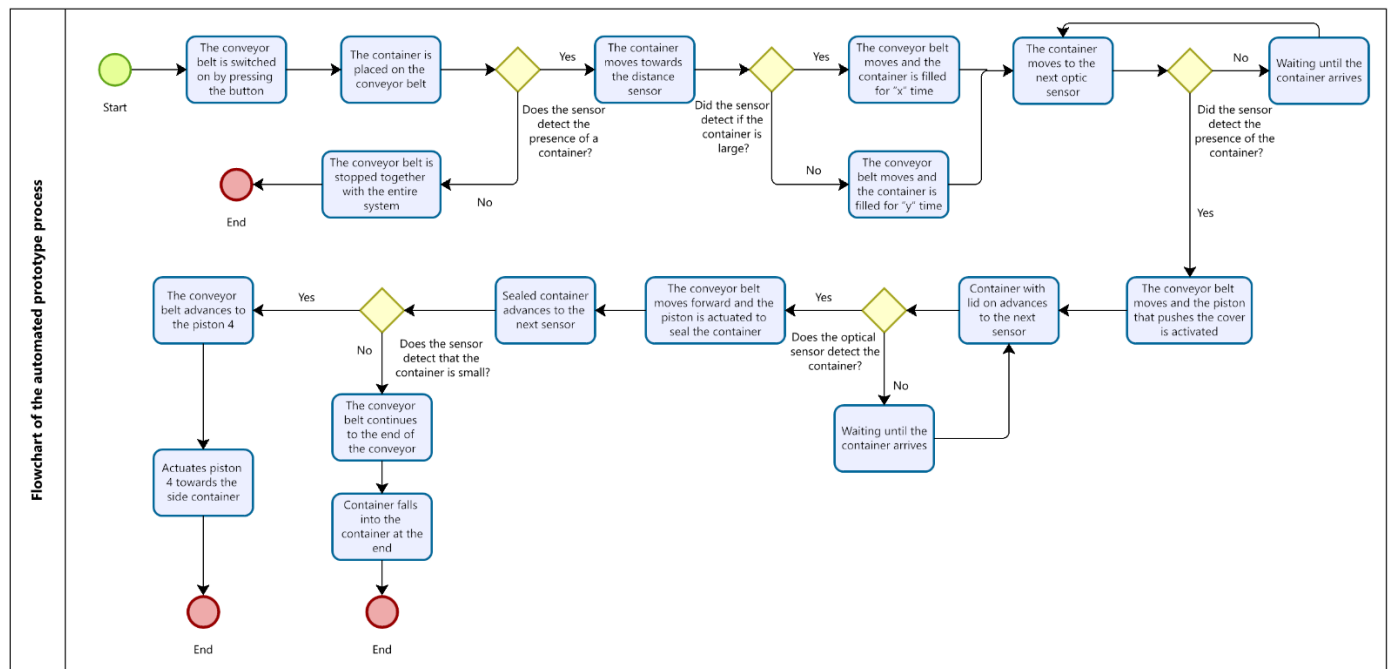 Flowchart of the automated prototype process
Start
The conveyor
belt is switched
on by pressing
the button
The container is
placed on the
conveyor belt
Does the sensor
detect the
presence of a
container?
Yes
No
The conveyor belt is
stopped together
with the entire
system
End
The container
moves towards
the distance
sensor
Did the sensor
detect if the
container is
large?
Yes
The conveyor belt
moves and the
container is filled
for “x” time
No
The conveyor
belt moves and
the container is
filled for “y” time
The container
moves to the
next optic
sensor
Did the sensor
detect the
presence of the
container?
No
Waiting until the
container arrives
Yes
The conveyor belt
moves and the piston
that pushes the cover
is activated
Container with
lid on advances
to the next
sensor
Does the optical
sensor detect the
container?
No
Waiting until the
container arrives
Yes
The conveyor belt
moves forward and the
piston is actuated to
seal the container
Sealed container
advances to the
next sensor
Does the sensor
detect that the
container is small?
Yes
The conveyor
belt advances to
the piston 4
Actuates piston
4 towards the
side container
End
No
The conveyor
belt continues
to the end of
the conveyor
Container falls
into the
container at the
end
End